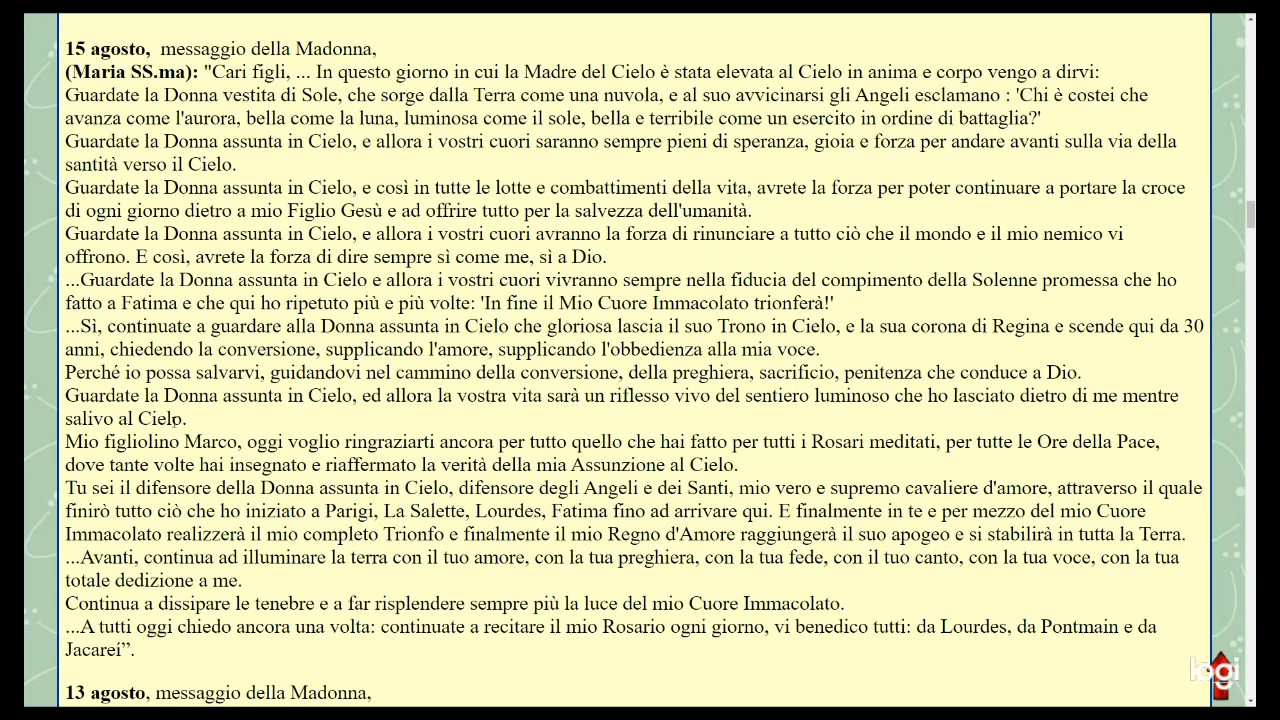 15 agosto, messaggio della Madonna,
(Maria SS.ma): "Cari figli, ... In questo giorno in cui la Madre del Cielo è stata elevata al Cielo in anima e corpo vengo a dirvi:
Guardate la Donna vestita di Sole, che sorge dalla Terra come una nuvola, e al suo avvicinarsi gli Angeli esclamano : 'Chi è costei che
avanza come l'aurora, bella come la luna, luminosa come il sole, bella e terribile come un esercito in ordine di battaglia?'
Guardate la Donna assunta in Cielo, e allora i vostri cuori saranno sempre pieni di speranza, gioia e forza per andare avanti sulla via della
santità verso il Cielo.
Guardate la Donna assunta in Cielo, e così in tutte le lotte e combattimenti della vita, avrete la forza per poter continuare a portare la croce
di ogni giorno dietro a mio Figlio Gesù e ad offrire tutto per la salvezza dell'umanità.
Guardate la Donna assunta in Cielo, e allora i vostri cuori avranno la forza di rinunciare a tutto ciò che il mondo e il mio nemico vi
offrono. E così, avrete la forza di dire sempre sì come me, sì a Dio.
...Guardate la Donna assunta in Cielo e allora i vostri cuori vivranno sempre nella fiducia del compimento della Solenne promessa che ho
fatto a Fatima e che qui ho ripetuto più e più volte: 'In fine il Mio Cuore Immacolato trionferà!'
...Sì, continuate a guardare alla Donna assunta in Cielo che gloriosa lascia il suo Trono in Cielo, e la sua corona di Regina e scende qui da 30
anni, chiedendo la conversione, supplicando l'amore, supplicando l'obbedienza alla mia voce.
Perché io possa salvarvi, guidandovi nel cammino della conversione, della preghiera, sacrificio, penitenza che conduce a Dio.
Guardate la Donna assunta in Cielo, ed allora la vostra vita sarà un riflesso vivo del sentiero luminoso che ho lasciato dietro di me mentre
salivo al Cielo.
Mio figliolino Marco, oggi voglio ringraziarti ancora per tutto quello che hai fatto per tutti i Rosari meditati, per tutte le Ore della Pace,
dove tante volte hai insegnato e riaffermato la verità della mia Assunzione al Cielo.
Tu sei il difensore della Donna assunta in Cielo, difensore degli Angeli e dei Santi, mio vero e supremo cavaliere d'amore, attraverso il quale
finirò tutto ciò che ho iniziato a Parigi, La Salette, Lourdes, Fatima fino ad arrivare qui. E finalmente in te e per mezzo del mio Cuore
Immacolato realizzerà il mio completo Trionfo e finalmente il mio Regno d'Amore raggiungerà il suo apogeo e si stabilirà in tutta la Terra.
...Avanti, continua ad illuminare la terra con il tuo amore, con la tua preghiera, con la tua fede, con il tuo canto, con la tua voce, con la tua
totale dedizione a me.
Continua a dissipare le tenebre e a far risplendere sempre più la luce del mio Cuore Immacolato.
...A tutti oggi chiedo ancora una volta: continuate a recitare il mio Rosario ogni giorno, vi benedico tutti: da Lourdes, da Pontmain e da
Jacareí”.
13 agosto, messaggio della Madonna,
logi